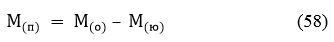 М(п) = М(о) – М(ю) (58)